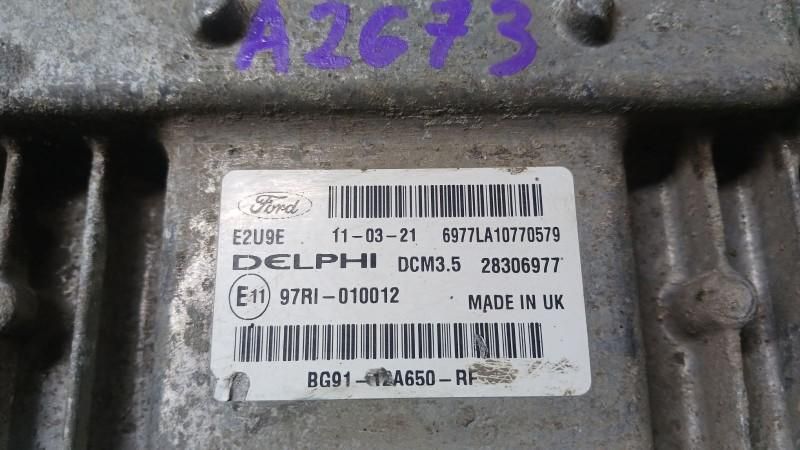 A2673
Ford
E2U9E 11-03-21 6977LA10770579
DELPHI DCM3.5 28306977
E11 97RI-010012 MADE IN UK
BG91-12A650-